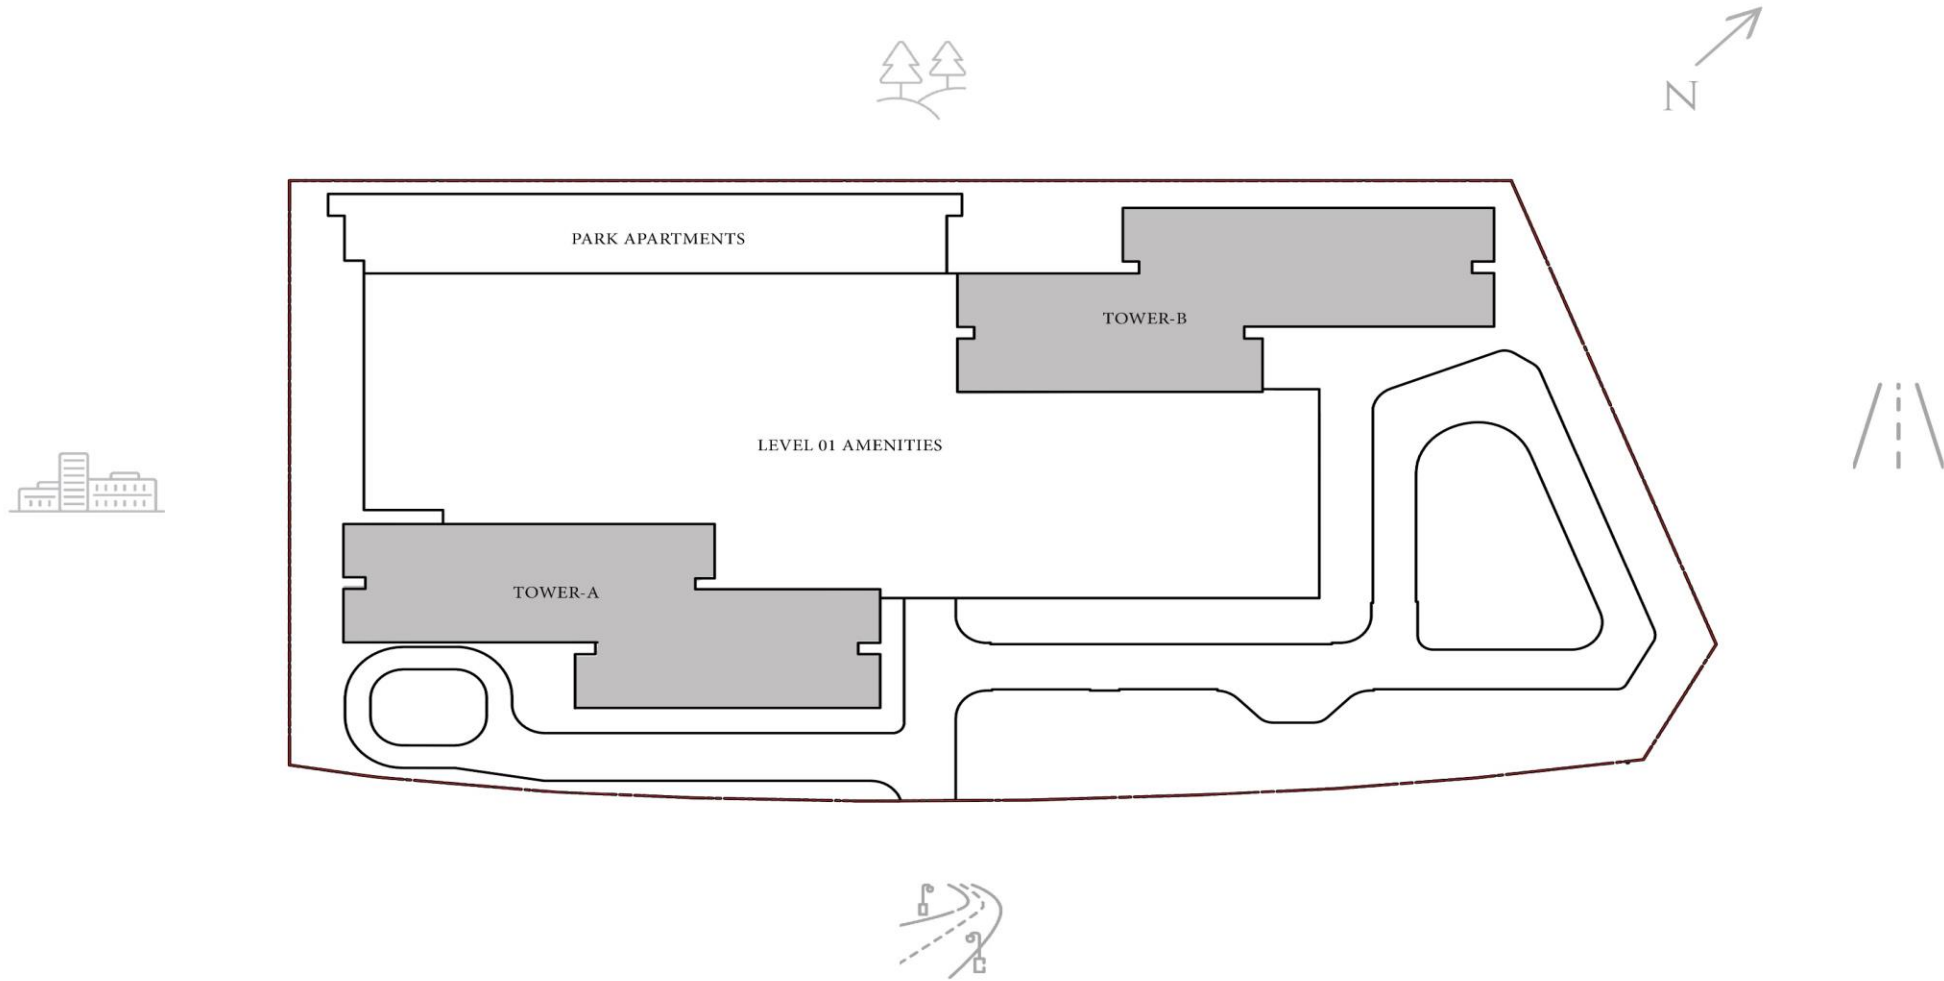 N
PARK APARTMENTS
TOWER-B
LEVEL 01 AMENITIES
TOWER-A